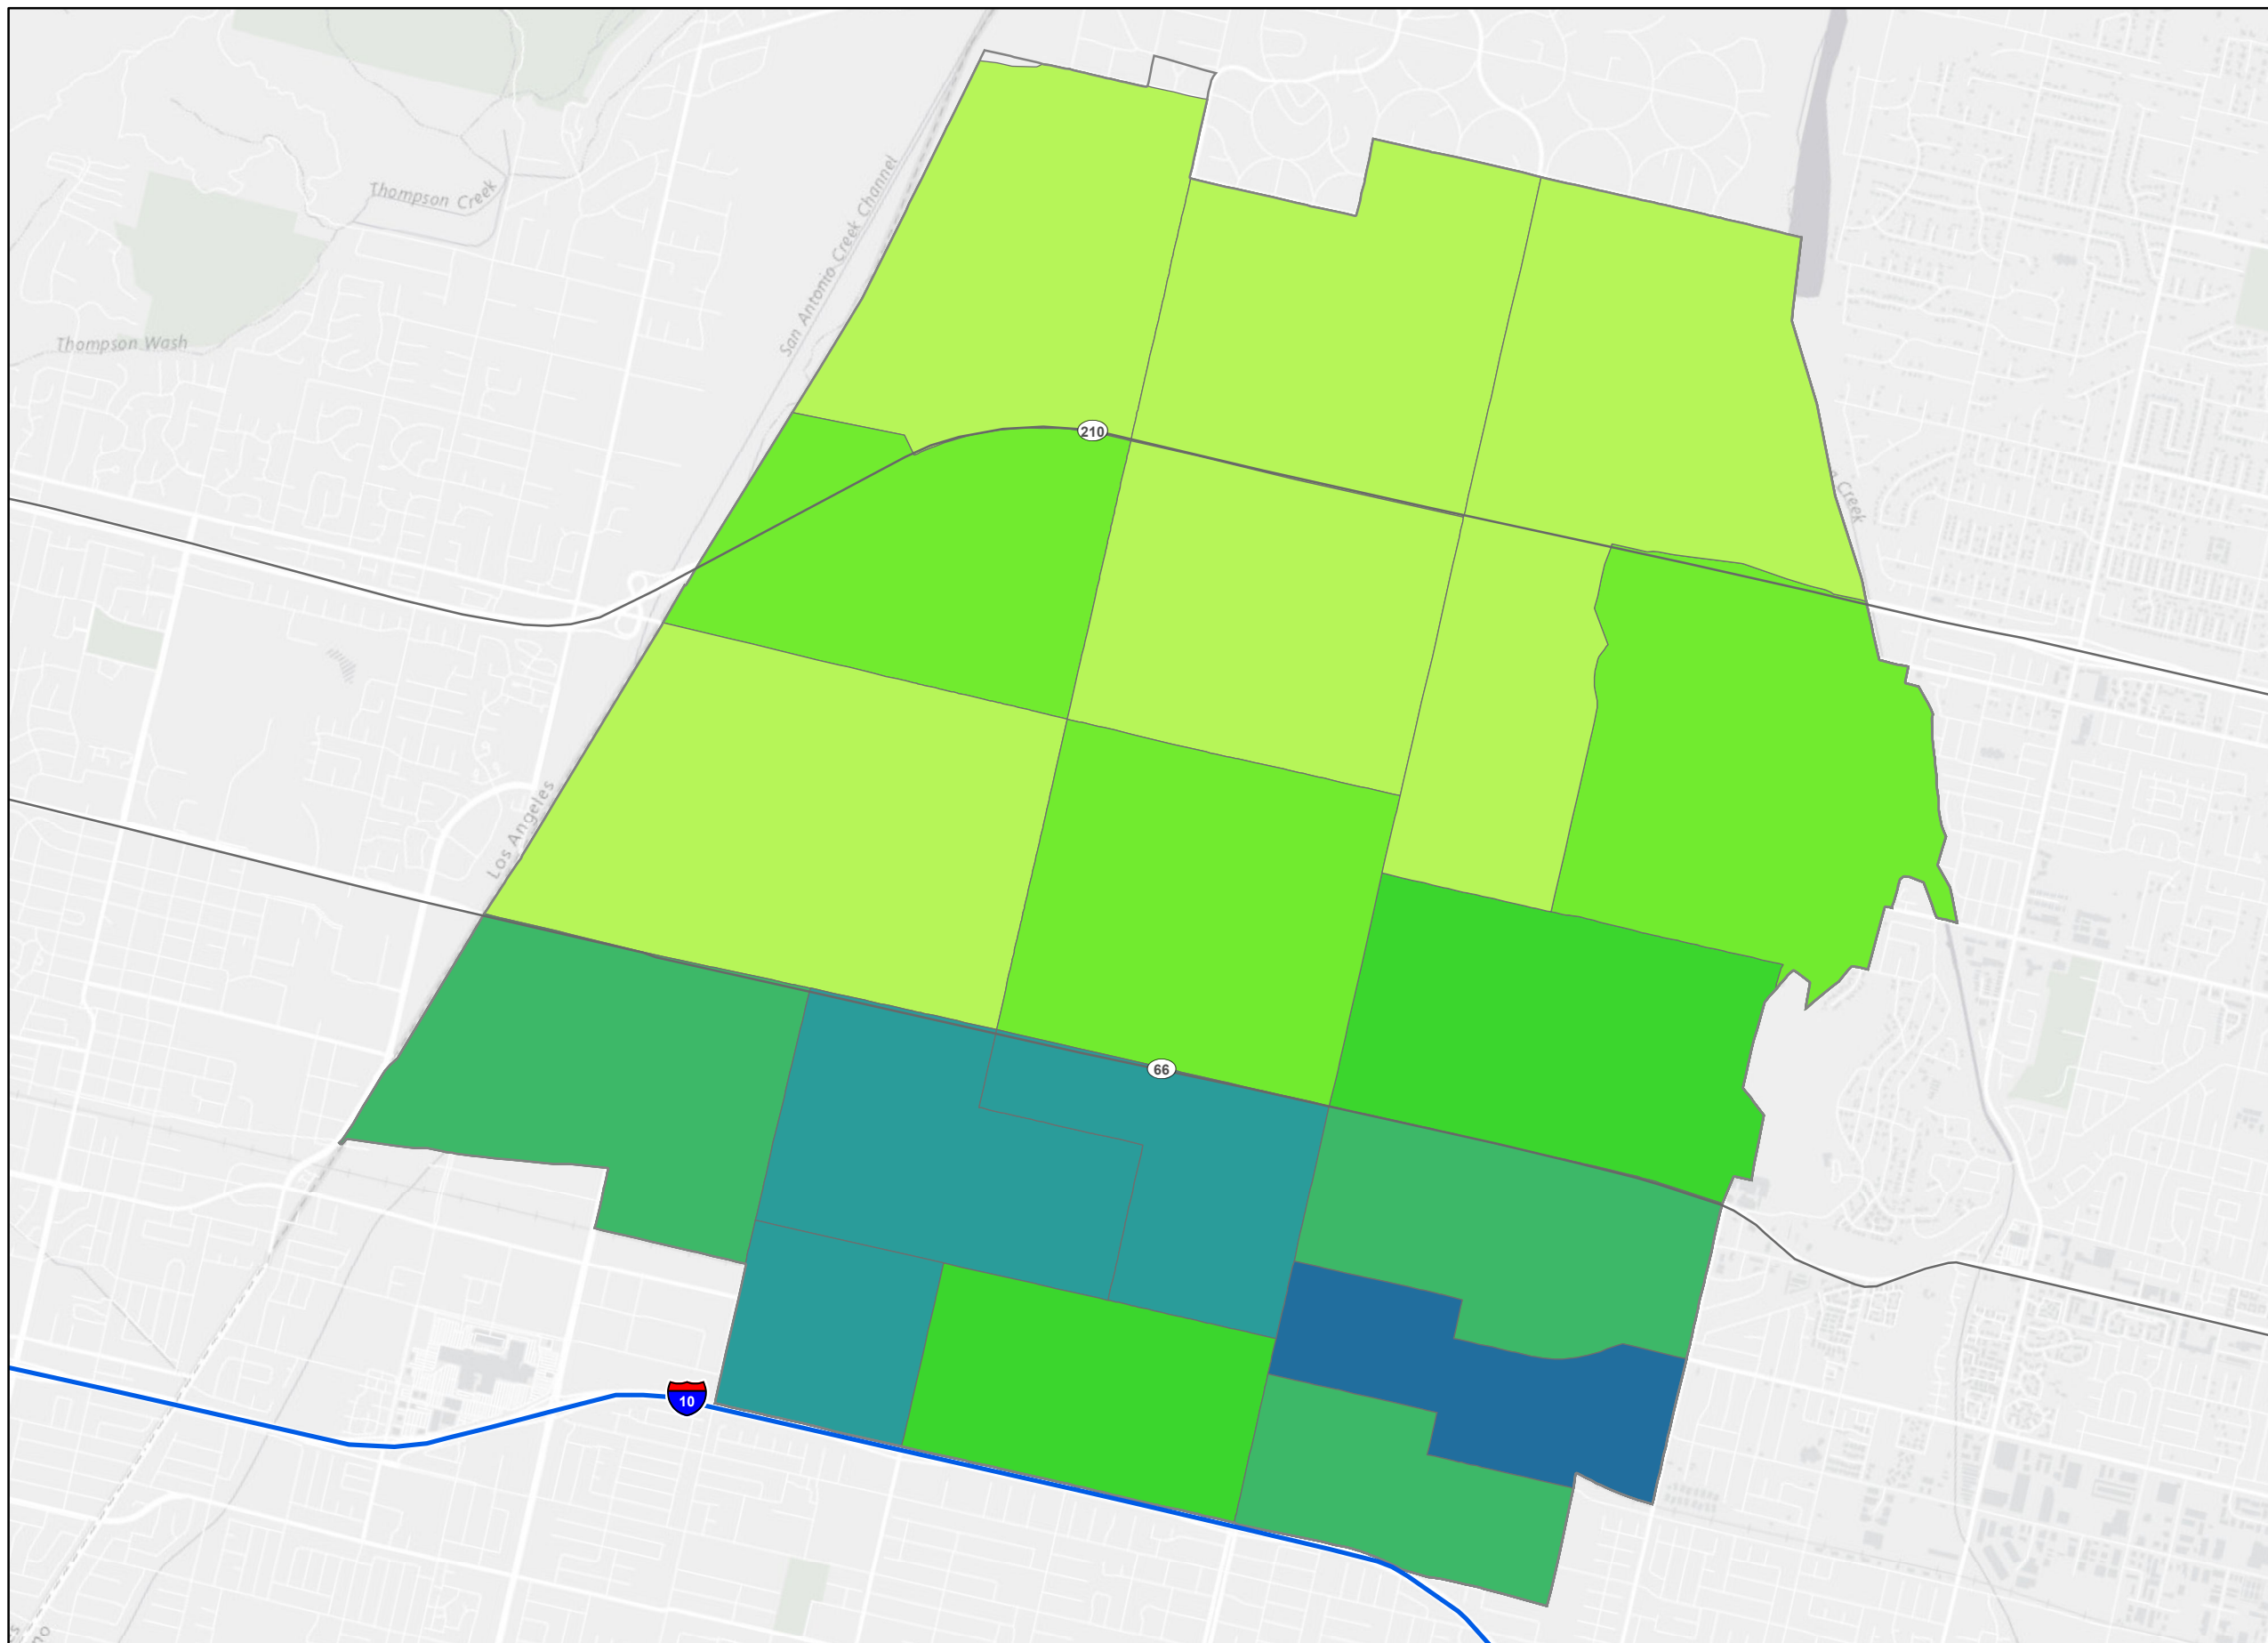 Thompson Creek
San Antonio Creek Channel
Thompson Wash
210
Creek
Los Angeles
66
10